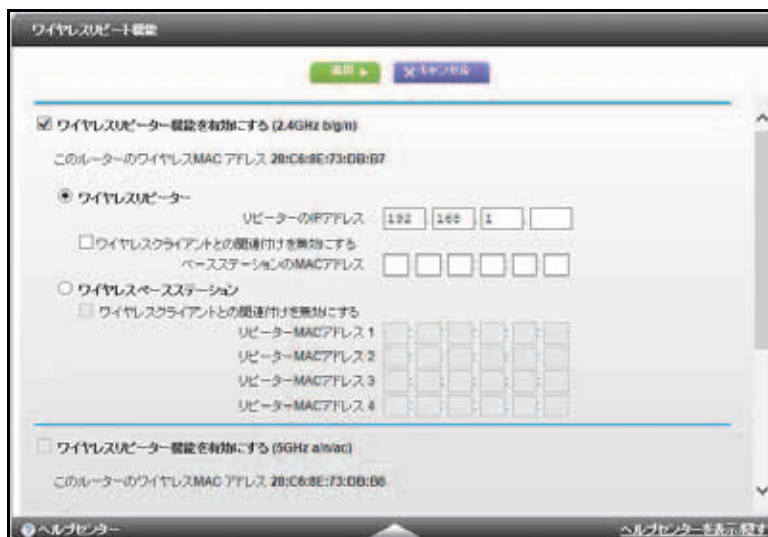 ワイヤレスリピート機能
適用
キャンセル
ワイヤレスリピーター機能を有効にする (2.4GHz b/g/n)
このルーターのワイヤレスMAC アドレス 28:C6:8E:73:DB:B7
ワイヤレスリピーター
リピーターのIPアドレス 192 . 168 . 1 .
ワイヤレスクライアントとの関連付けを無効にする
ベースステーションのMACアドレス
ワイヤレスベースステーション
ワイヤレスクライアントとの関連付けを無効にする
リピーターMACアドレス 1
リピーターMACアドレス 2
リピーターMACアドレス 3
リピーターMACアドレス 4
ワイヤレスリピーター機能を有効にする (5GHz a/n/ac)
このルーターのワイヤレスMAC アドレス 28:C6:8E:73:DB:B6
ヘルプセンター
ヘルプセンターを表示/隠す